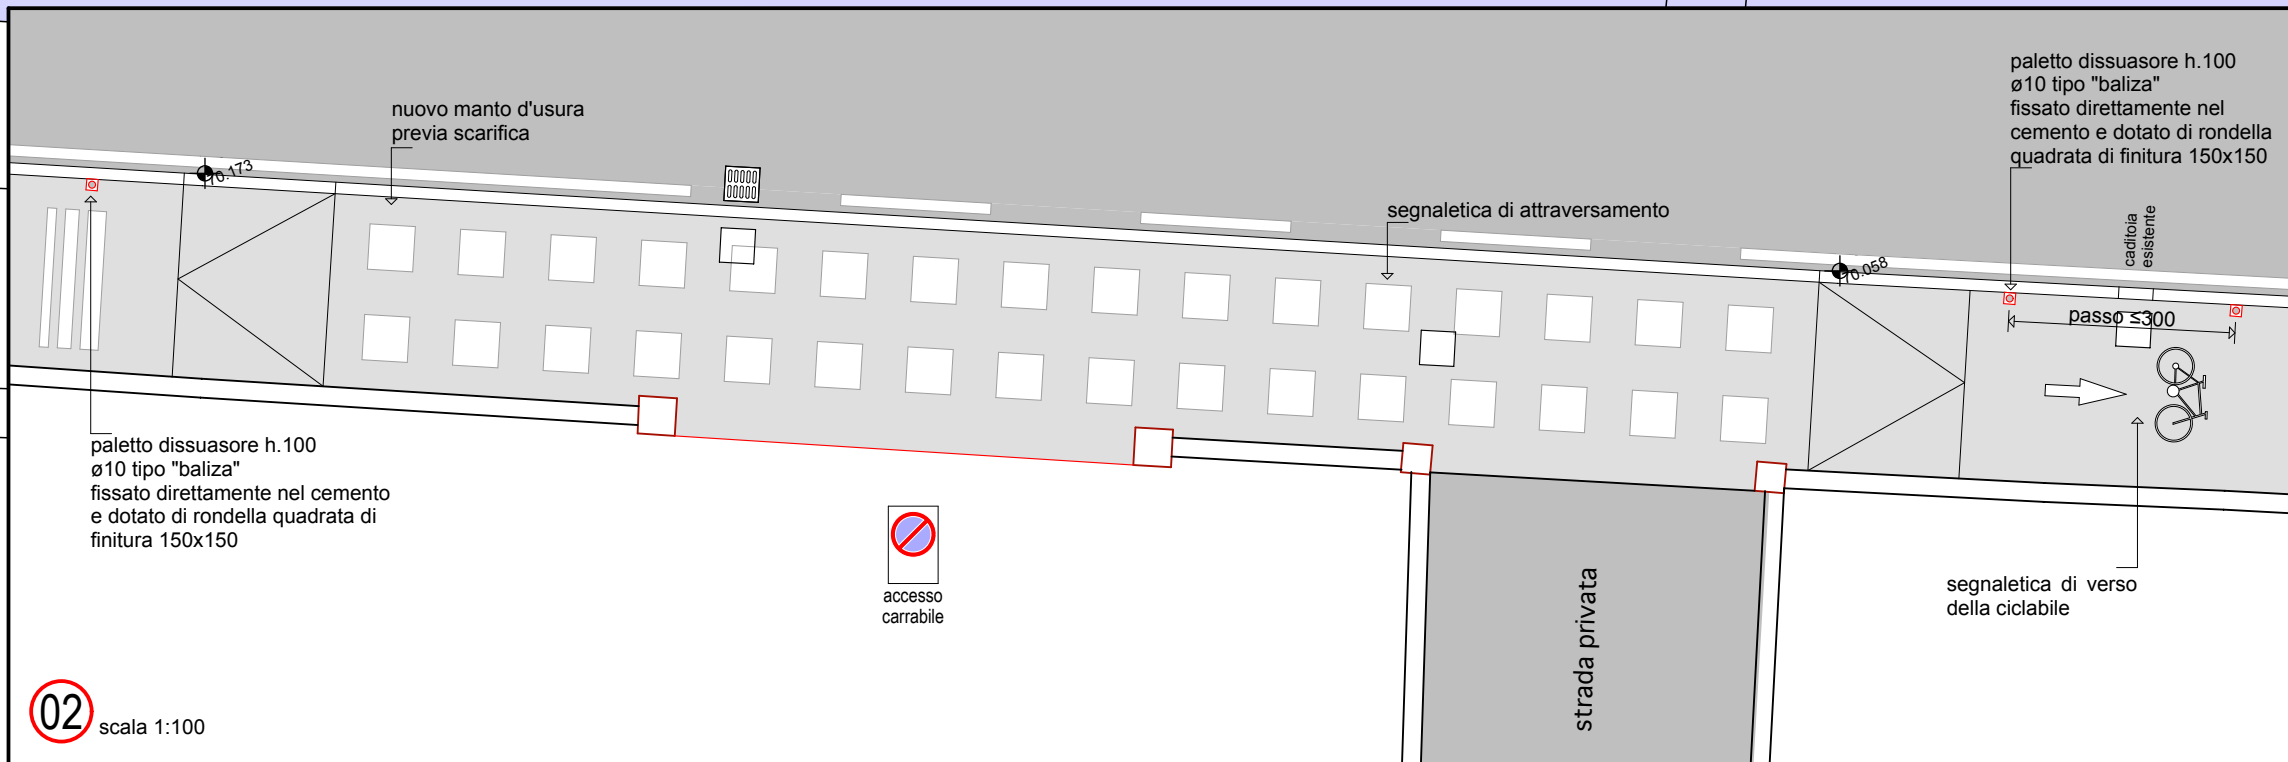 nuovo manto d'usura
previa scarifica
70.173
segnaletica di attraversamento
paletto dissuasore h.100
ø10 tipo "baliza"
fissato direttamente nel
cemento e dotato di rondella
quadrata di finitura 150x150
caditoia
esistente
70.058
passo ≤300
paletto dissuasore h.100
ø10 tipo "baliza"
fissato direttamente nel cemento
e dotato di rondella quadrata di
finitura 150x150
accesso
carrabile
strada privata
segnaletica di verso
della ciclabile
02
scala 1:100